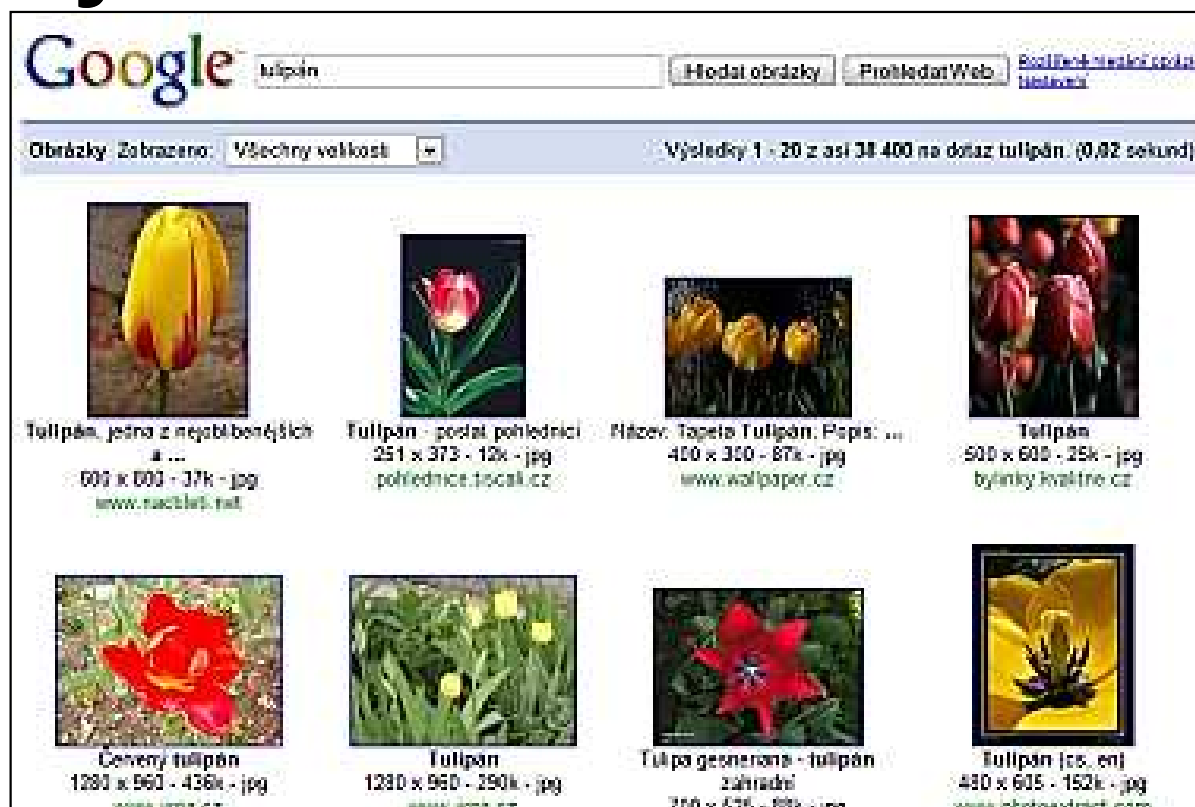 Google tulipán Hledat obrázky Prohledat Web
Obrázky Zobrazeno: Všechny velikosti Výsledky 1 - 20 z asi 38 400 na dotaz tulipán. (0,02 sekund)
Tulipán, jedna z nejoblíbenějších
a ...
600 x 800 - 37k - jpg
Tulipán - poslat pohlednici
251 x 373 - 12k - jpg
pohlednice.tiscali.cz
Název: Tapeta Tulipán; Popis: ...
400 x 300 - 87k - jpg
www.wallpaper.cz
Tulipán
500 x 600 - 25k - jpg
bylinky.kvalitne.cz
Červený tulipán
1280 x 960 - 436k - jpg
Tulipán
1280 x 960 - 290k - jpg
Tulipa gesneriana - tulipán
zahradní
Tulipán [cs, en]
480 x 605 - 152k - jpg